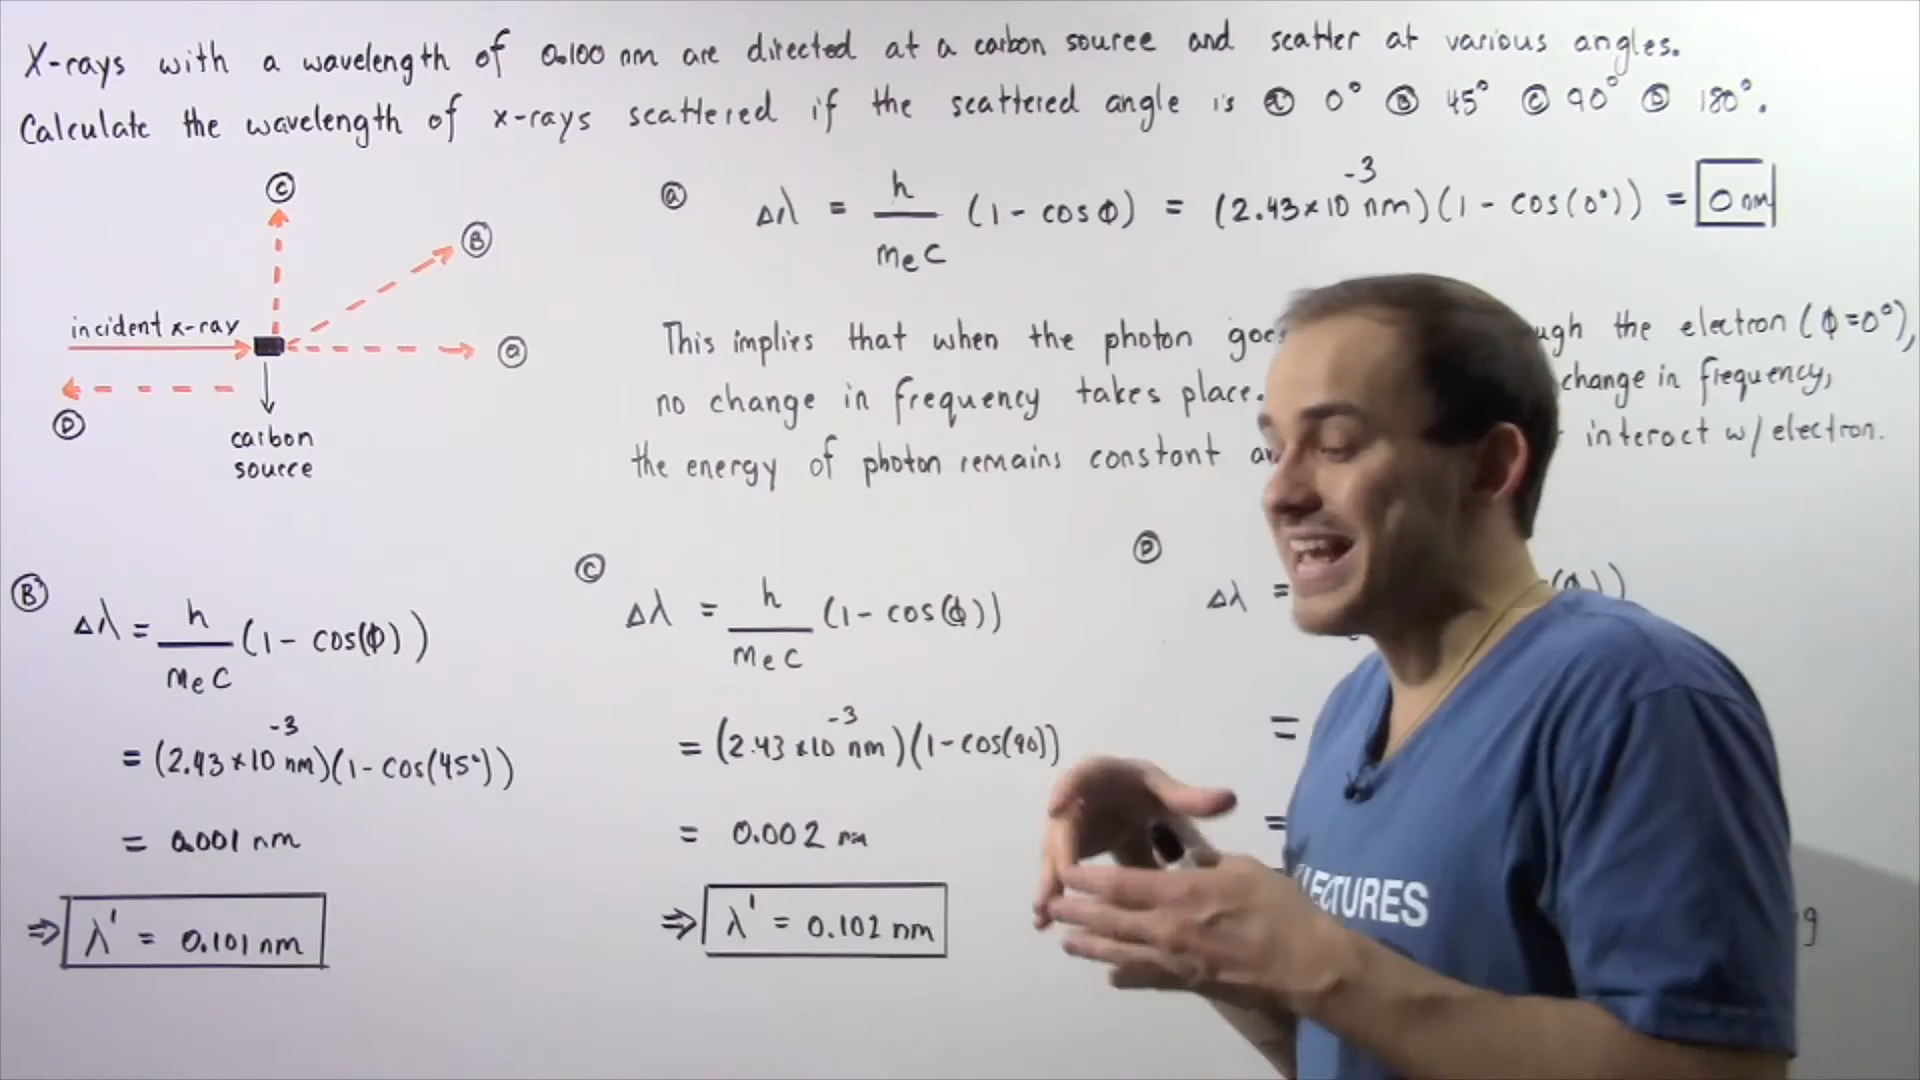 X-rays with a wavelength of 0.100 nm are directed at a carbon source and scatter at various angles.
Calculate the wavelength of x-rays scattered if the scattered angle is Ⓐ 0° Ⓑ 45° Ⓒ 90° Ⓓ 180°.
Ⓒ
Ⓑ
incident x-ray
ⓐ
Ⓓ
carbon
source
ⓐ Δλ = h/mₑc (1 - cosϕ) = (2.43×10⁻³ nm)(1 - cos(0°)) = 0 nm
This implies that when the photon goes the electron (ϕ=0°),
no change in frequency takes place. change in frequency,
the energy of photon remains constant interact w/ electron.
Ⓑ
Δλ = h/mₑc (1 - cos(ϕ))
= (2.43×10⁻³ nm)(1 - cos(45°))
= 0.001 nm
⇒ λ' = 0.101 nm
Ⓒ
Δλ = h/mₑc (1 - cos(ϕ))
= (2.43×10⁻³ nm)(1 - cos(90))
= 0.002 nm
⇒ λ' = 0.102 nm
Ⓓ
Δλ =
=
=
LECTURES